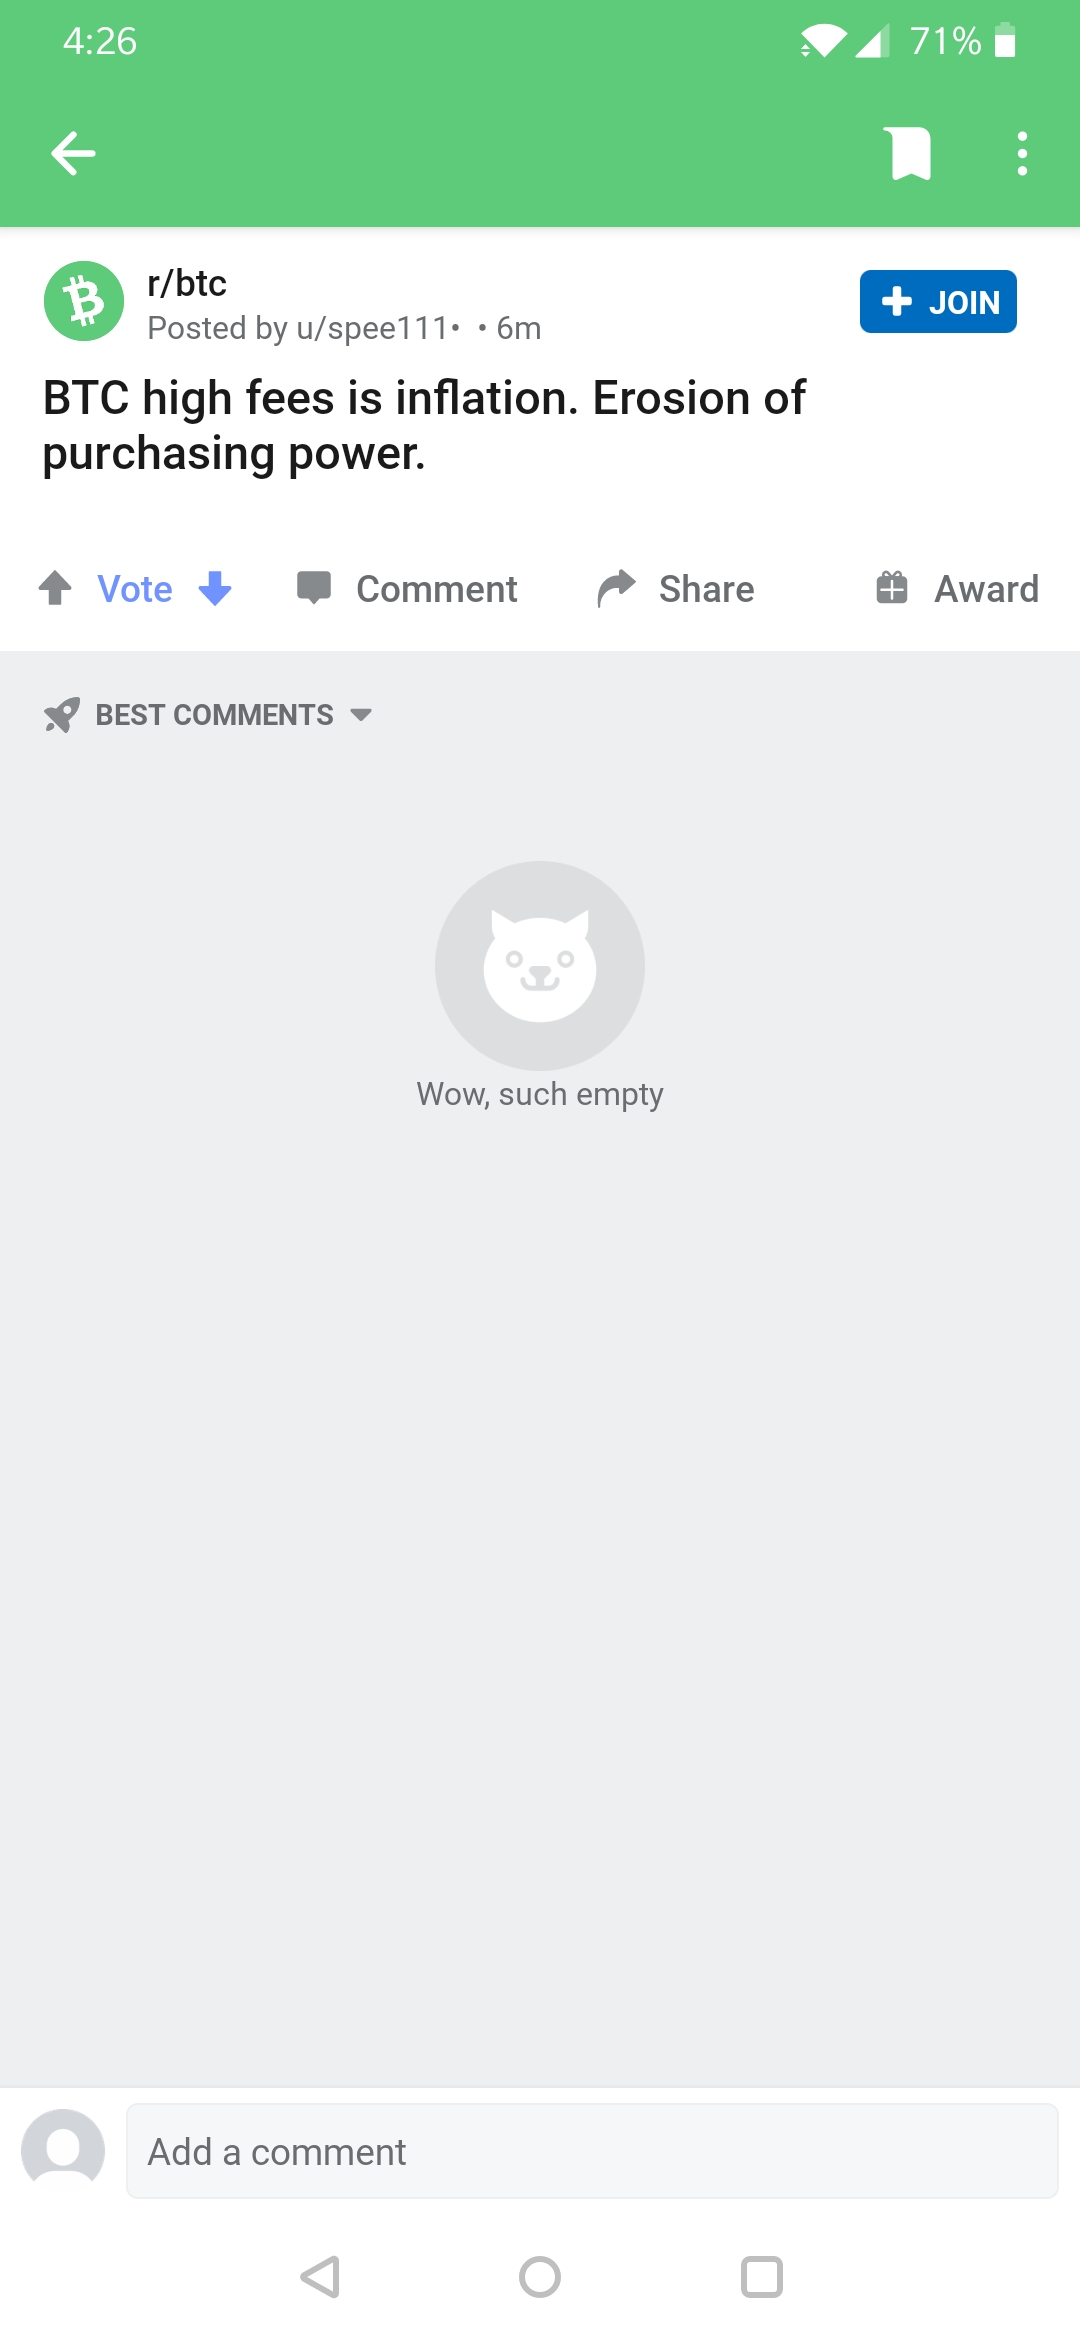 4:26
71%
r/btc
Posted by u/spee111• • 6m
+ JOIN
BTC high fees is inflation. Erosion of
purchasing power.
Vote Comment Share Award
BEST COMMENTS
Wow, such empty
Add a comment